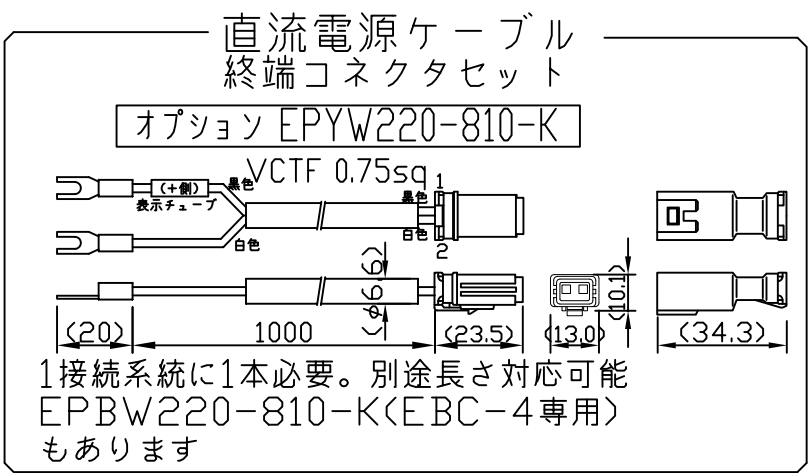 直流電源ケーブル
終端コネクタセット
オプション EPYW220-810-K
VCTF 0.75sq
(+側)
黒色
黒色
1
表示チューブ
白色
白色
2
(φ6.6)
(10.1)
(20)
1000
(23.5)
(13.0)
(34.3)
1接続系統に1本必要。別途長さ対応可能
EPBW220-810-K(EBC-4専用)
もあります